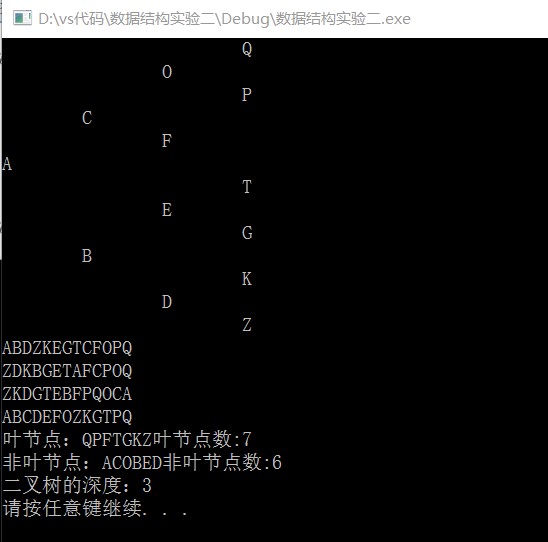 D:\vs代码\数据结构实验二\Debug\数据结构实验二.exe
Q
O
P
C
F
A
T
E
G
B
K
D
Z
ABDZKEGTCFOPQ
ZDKBGETAFCPOQ
ZKDGTEBFPQOCA
ABCDEFOZKGTPQ
叶节点：QPFTGKZ叶节点数:7
非叶节点：ACOBED非叶节点数:6
二叉树的深度：3
请按任意键继续. . .